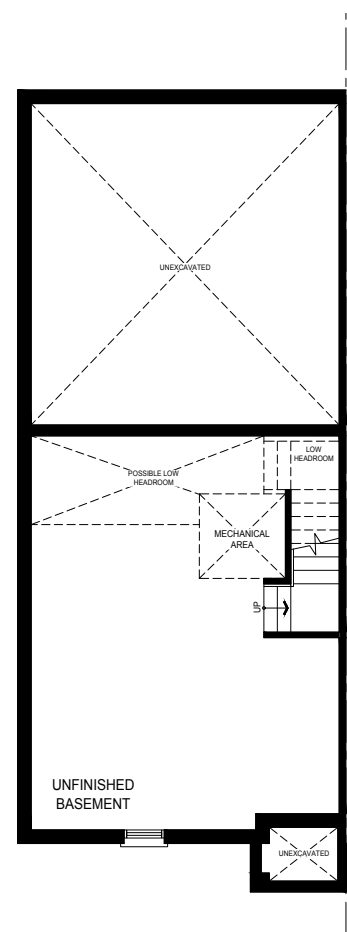 UNEXCAVATED
LOW
HEADROOM
POSSIBLE LOW
HEADROOM
MECHANICAL
AREA
UP
UNFINISHED
BASEMENT
UNEXCAVATED